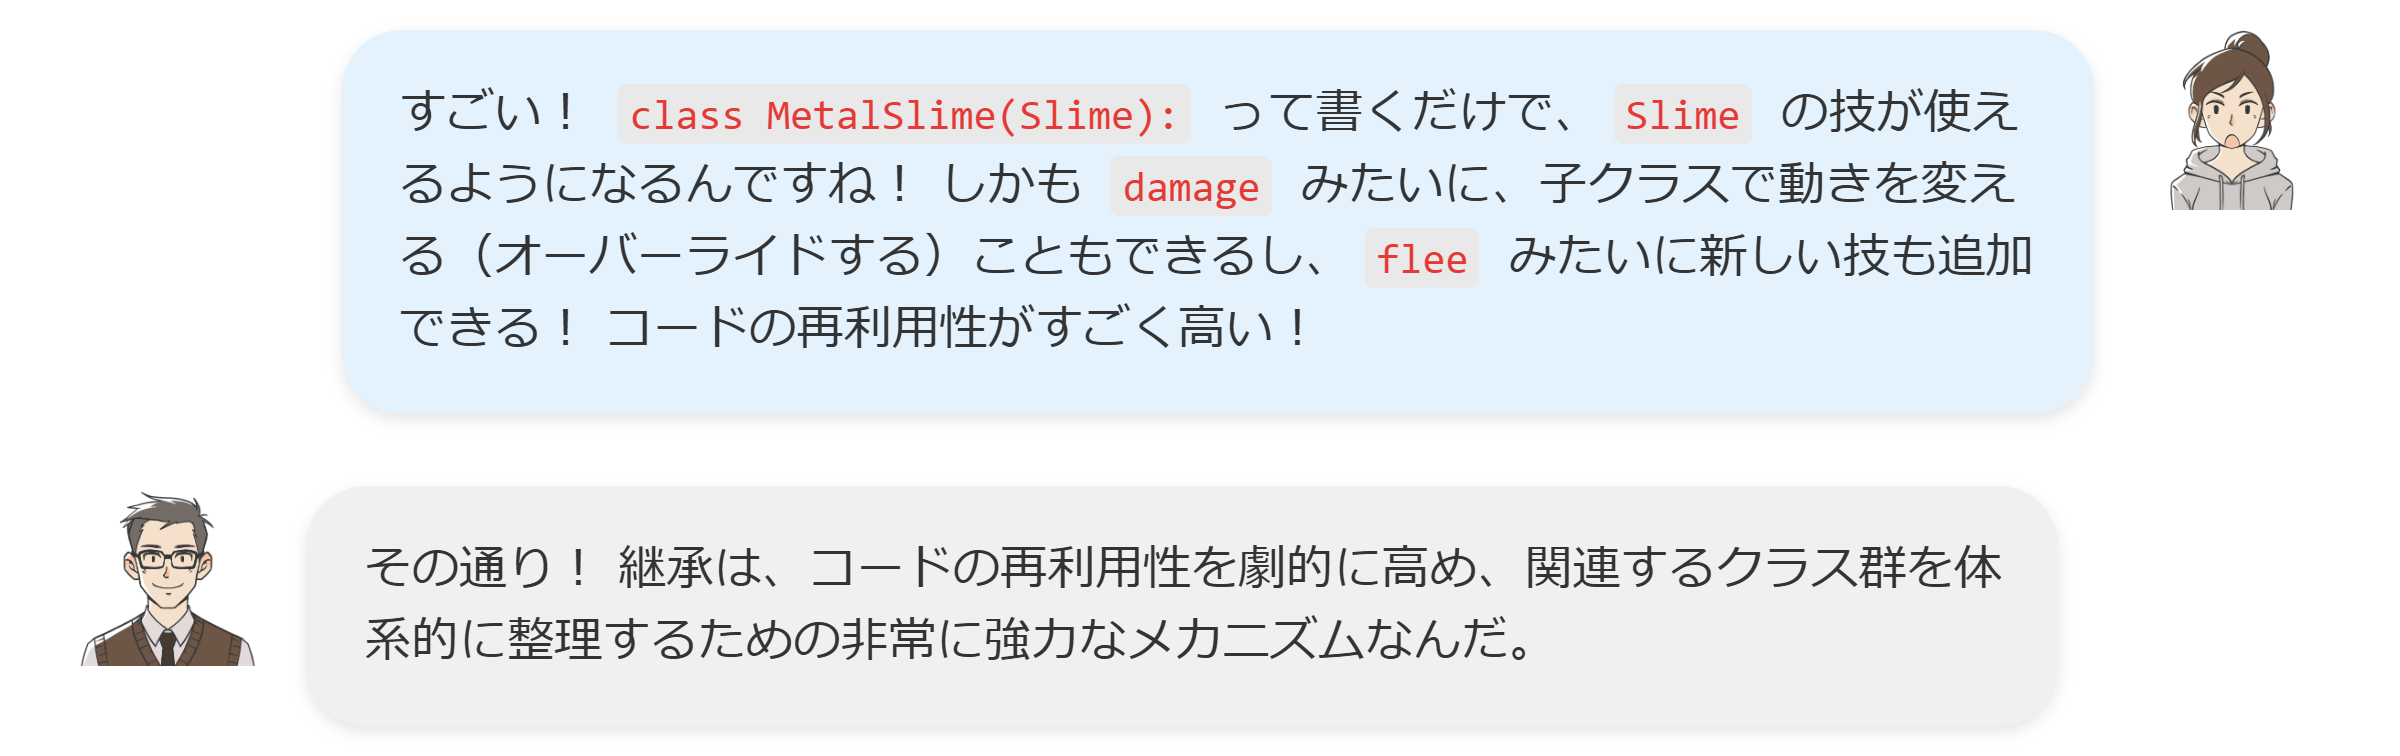 すごい！ class MetalSlime(Slime): って書くだけで、 Slime の技が使え
るようになるんですね！ しかも damage みたいに、子クラスで動きを変え
る（オーバーライドする）こともできるし、 flee みたいに新しい技も追加
できる！ コードの再利用性がすごく高い！
その通り！ 継承は、コードの再利用性を劇的に高め、関連するクラス群を体
系的に整理するための非常に強力なメカニズムなんだ。